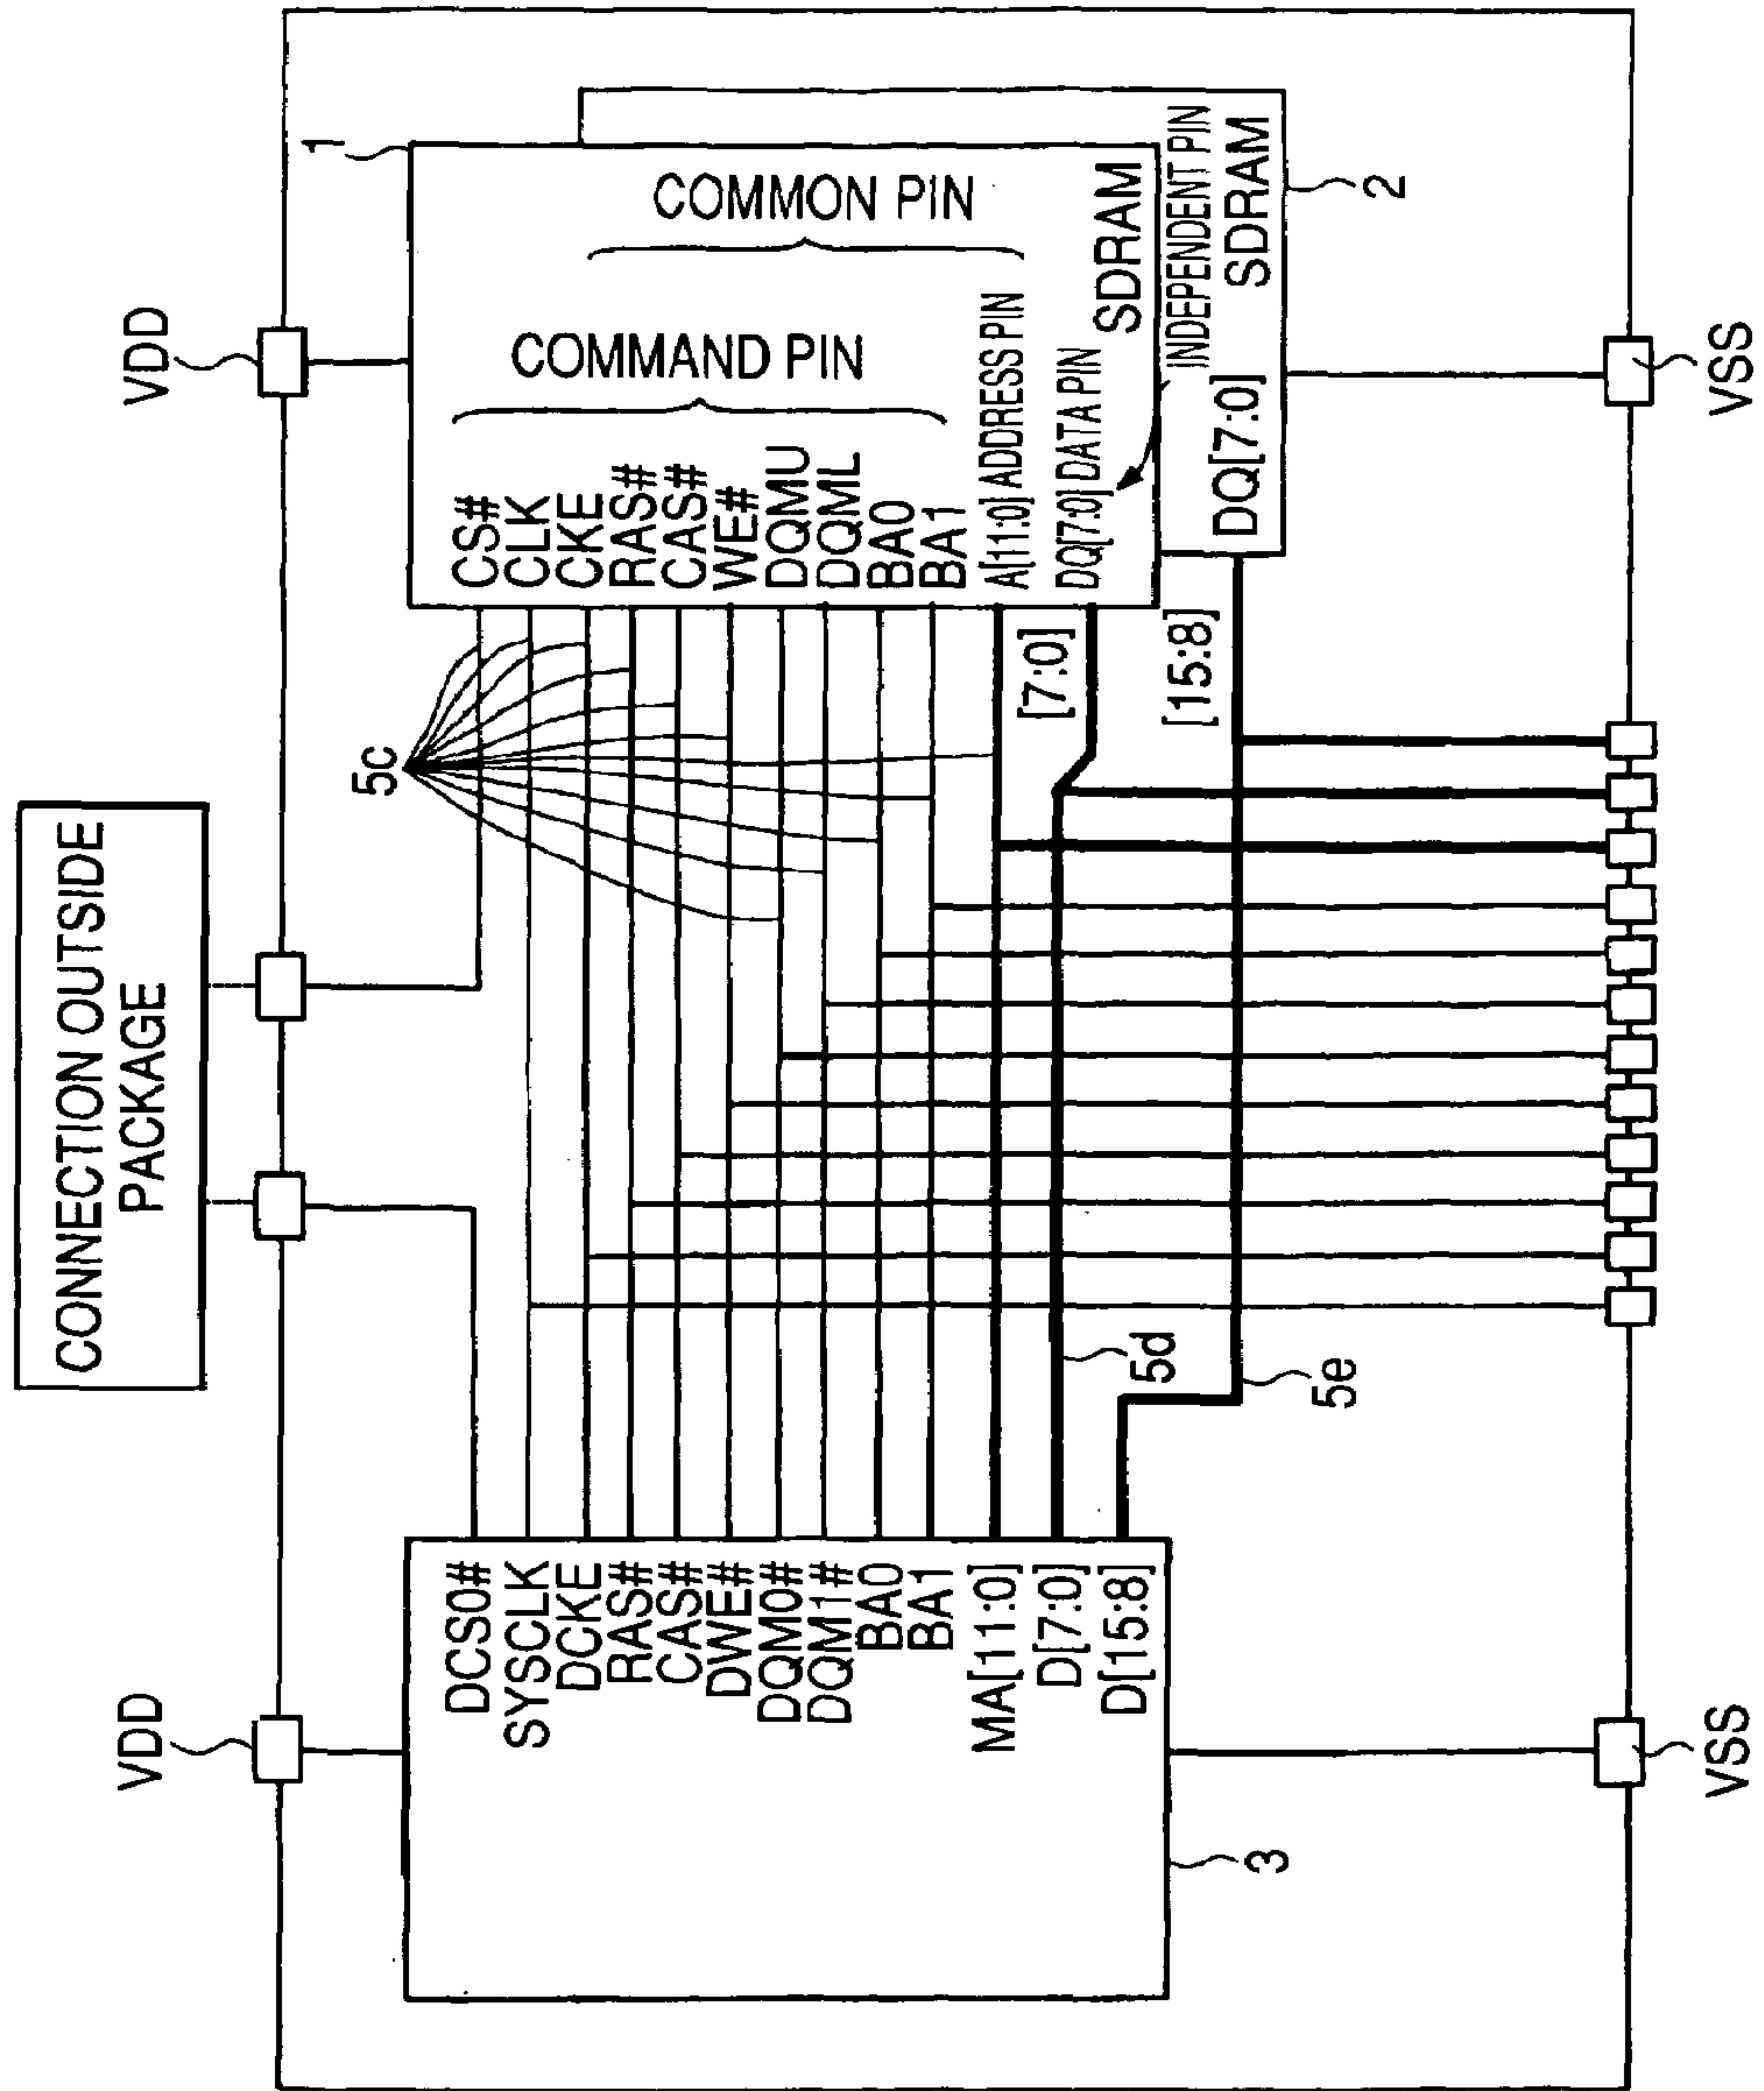 CONNECTION OUTSIDE
PACKAGE
VDD
VDD
3
DCS0#
SYSCLK
DCKE
RAS#
CAS#
DWE#
DQM0#
DQM1#
BA0
BA1
MA[11:0]
D[7:0]
D[15:8]
5c
5d
5e
[7:0]
[15:8]
1
CS#
CLK
CKE
RAS#
CAS#
WE#
DQMU
DQML
BA0
BA1
A[11:0] ADDRESS PIN
DQ[7:0] DATA PIN
COMMAND PIN
COMMON PIN
SDRAM
INDEPENDENT PIN
DQ[7:0]
SDRAM
2
VSS
VSS